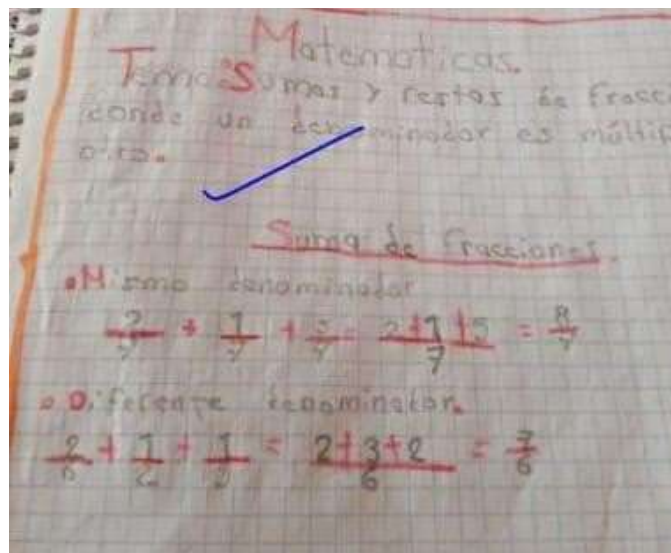 Matematicas.
Tema: Sumas y restas de fracc
donde un denominador es múltip
otro.
Suma de fracciones.
• Mismo denominador
2/7 + 1/7 + 5/7 = 2+1+5/7 = 8/7
• Diferente denominador.
2/6 + 1/2 + 1/3 = 2+3+2/6 = 7/6